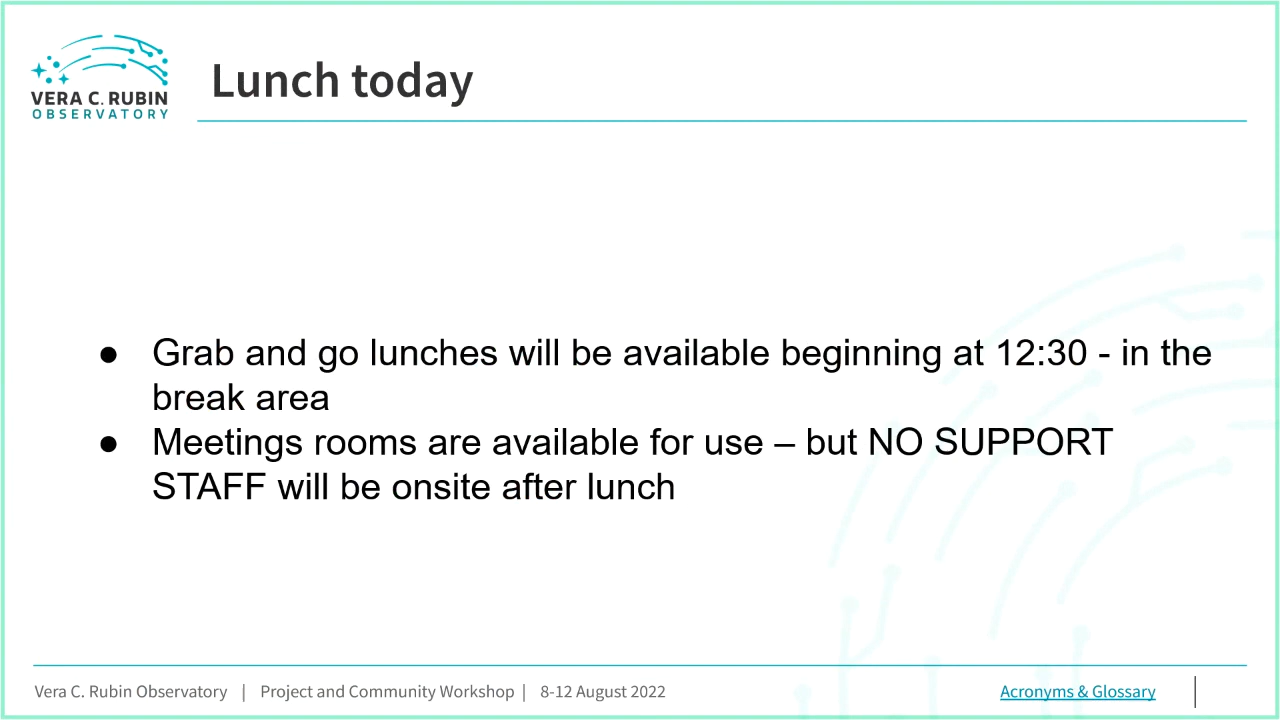 VERA C. RUBIN
OBSERVATORY
Lunch today
● Grab and go lunches will be available beginning at 12:30 - in the
break area
● Meetings rooms are available for use – but NO SUPPORT
STAFF will be onsite after lunch
Vera C. Rubin Observatory | Project and Community Workshop | 8-12 August 2022
Acronyms & Glossary